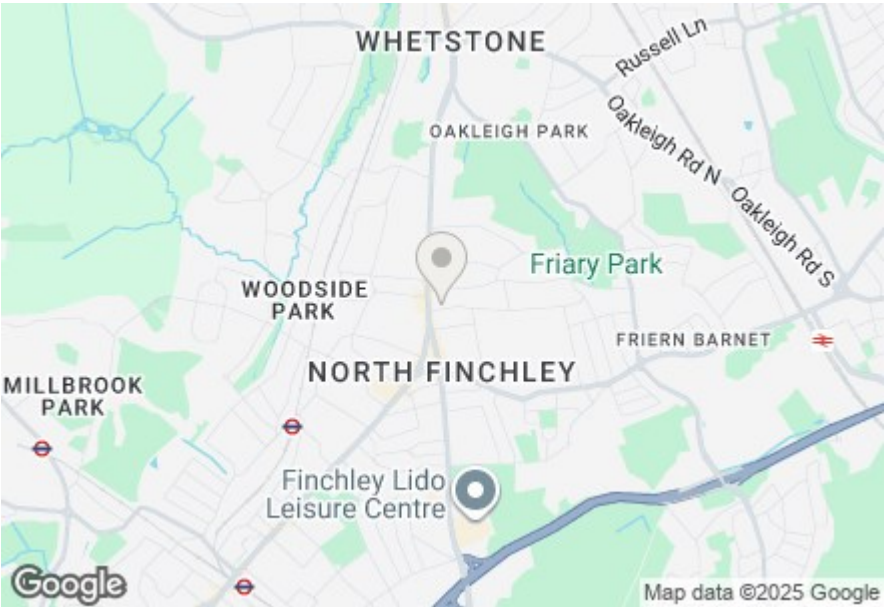 WHETSTONE
Russell Ln
OAKLEIGH PARK
Oakleigh Rd N
Oakleigh Rd S
Friary Park
WOODSIDE
PARK
FRIERN BARNET
NORTH FINCHLEY
MILLBROOK
PARK
Finchley Lido
Leisure Centre
Google
Map data ©2025 Google